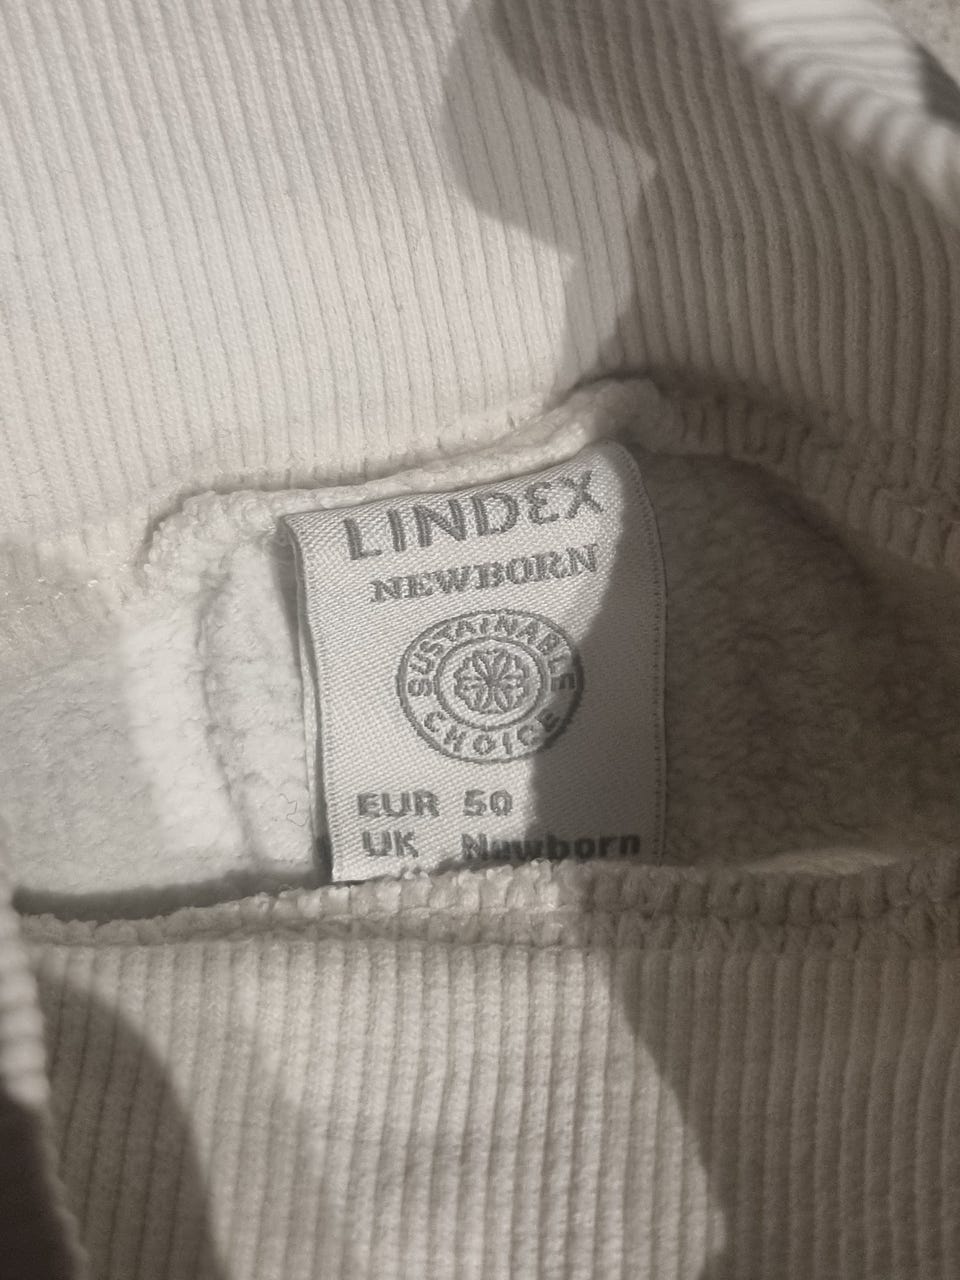 LINDEX
NEWBORN
SUSTAINABLE
CHOICE
EUR 50
UK Newborn